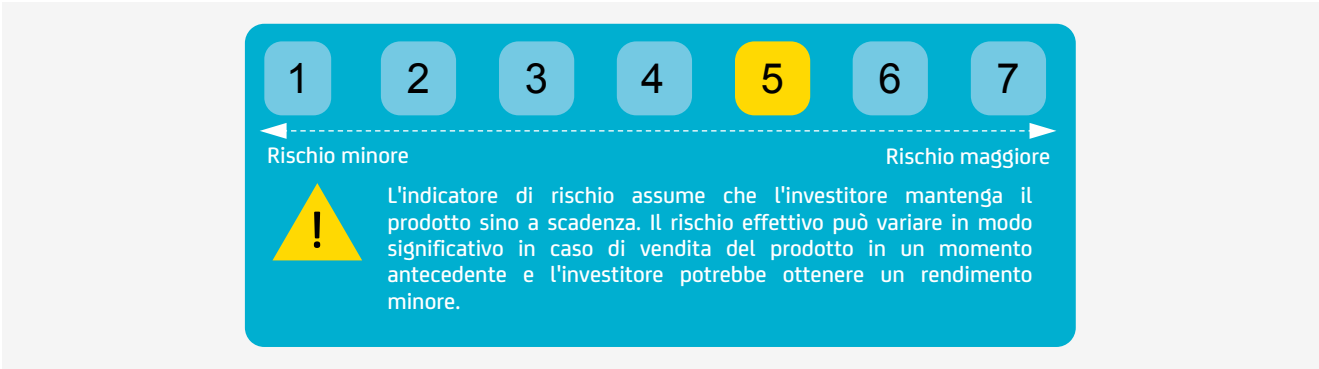 1 2 3 4 5 6 7
Rischio minore Rischio maggiore
!
L'indicatore di rischio assume che l'investitore mantenga il
prodotto sino a scadenza. Il rischio effettivo può variare in modo
significativo in caso di vendita del prodotto in un momento
antecedente e l'investitore potrebbe ottenere un rendimento
minore.